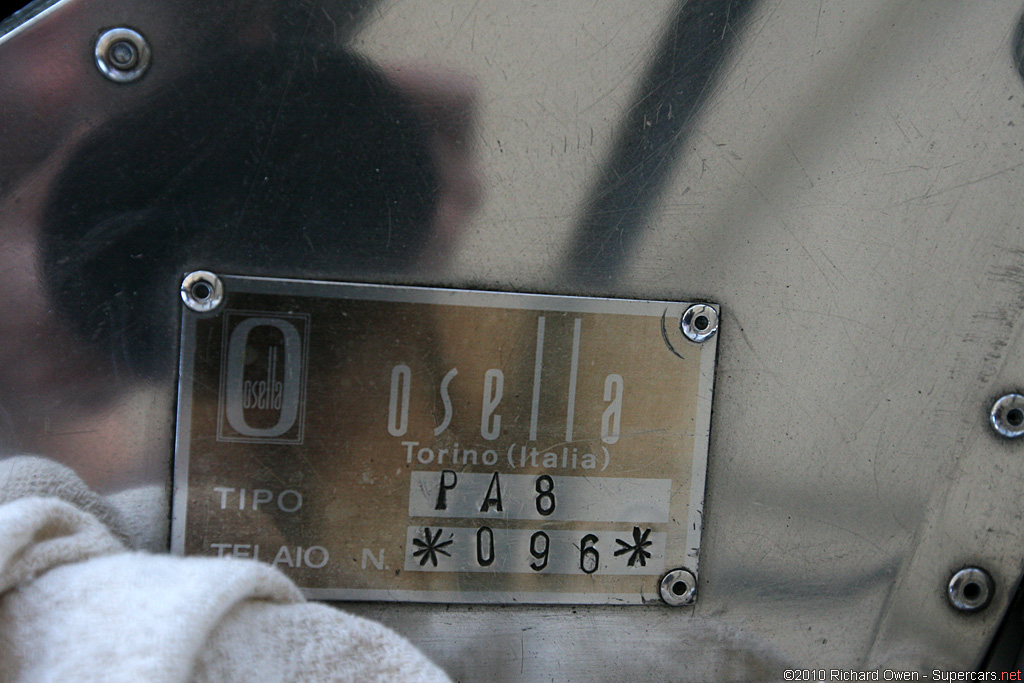 osella
osella
Torino (Italia)
TIPO PA8
TELAIO N. *096*
©2010 Richard Owen - Supercars.net